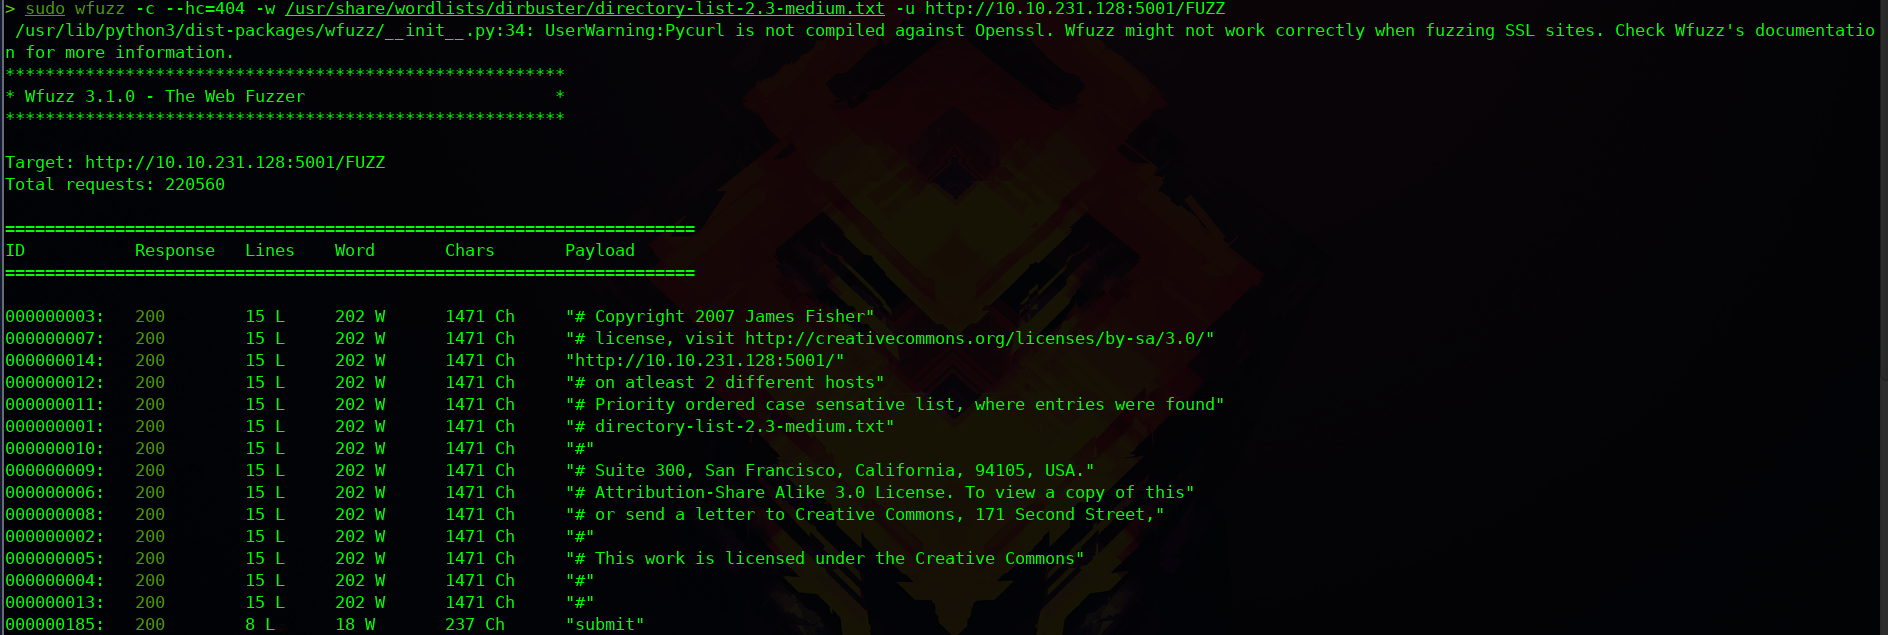 > sudo wfuzz -c --hc=404 -w /usr/share/wordlists/dirbuster/directory-list-2.3-medium.txt -u http://10.10.231.128:5001/FUZZ
/usr/lib/python3/dist-packages/wfuzz/__init__.py:34: UserWarning:Pycurl is not compiled against Openssl. Wfuzz might not work correctly when fuzzing SSL sites. Check Wfuzz's documentatio
n for more information.
********************************************************
* Wfuzz 3.1.0 - The Web Fuzzer                         *
********************************************************
Target: http://10.10.231.128:5001/FUZZ
Total requests: 220560
=====================================================================
ID           Response   Lines    Word       Chars       Payload
=====================================================================
000000003:   200        15 L     202 W      1471 Ch     "# Copyright 2007 James Fisher"
000000007:   200        15 L     202 W      1471 Ch     "# license, visit http://creativecommons.org/licenses/by-sa/3.0/"
000000014:   200        15 L     202 W      1471 Ch     "http://10.10.231.128:5001/"
000000012:   200        15 L     202 W      1471 Ch     "# on atleast 2 different hosts"
000000011:   200        15 L     202 W      1471 Ch     "# Priority ordered case sensative list, where entries were found"
000000001:   200        15 L     202 W      1471 Ch     "# directory-list-2.3-medium.txt"
000000010:   200        15 L     202 W      1471 Ch     "#"
000000009:   200        15 L     202 W      1471 Ch     "# Suite 300, San Francisco, California, 94105, USA."
000000006:   200        15 L     202 W      1471 Ch     "# Attribution-Share Alike 3.0 License. To view a copy of this"
000000008:   200        15 L     202 W      1471 Ch     "# or send a letter to Creative Commons, 171 Second Street,"
000000002:   200        15 L     202 W      1471 Ch     "#"
000000005:   200        15 L     202 W      1471 Ch     "# This work is licensed under the Creative Commons"
000000004:   200        15 L     202 W      1471 Ch     "#"
000000013:   200        15 L     202 W      1471 Ch     "#"
000000185:   200        8 L      18 W       237 Ch      "submit"